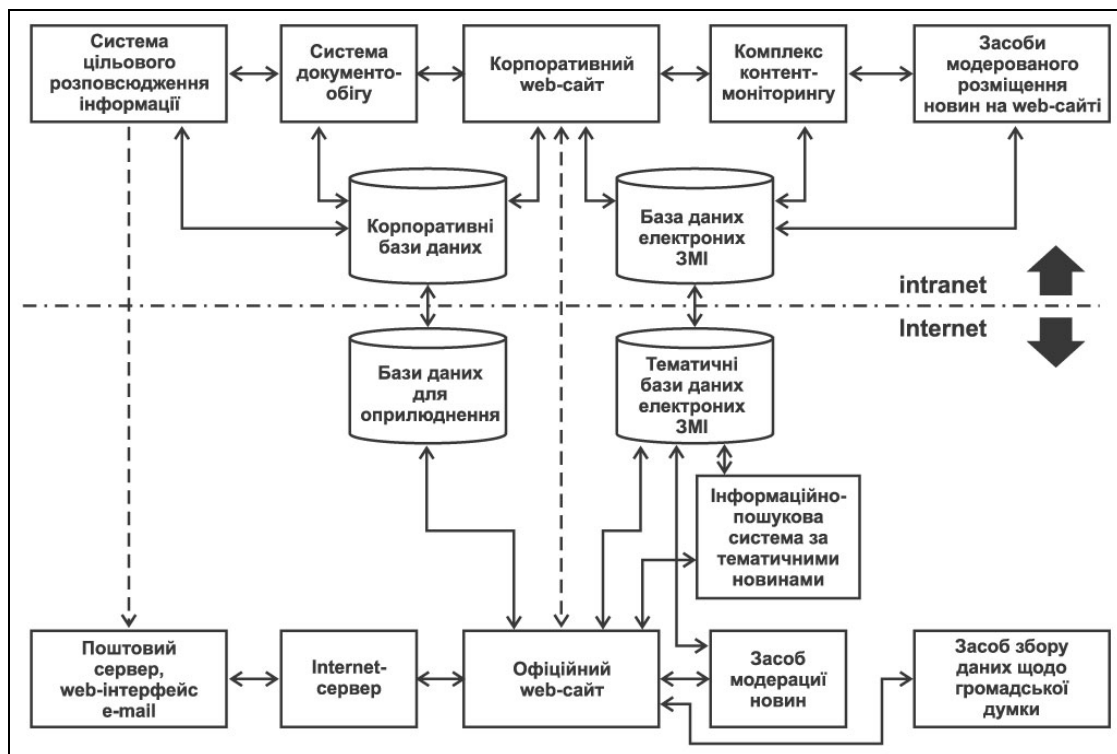 Система
цільового
розповсюдження
інформації
Система
документо-
обігу
Корпоративний
web-сайт
Комплекс
контент-
моніторингу
Засоби
модерованого
розміщення
новин на web-сайті
Корпоративні
бази даних
База даних
електроних
ЗМІ
intranet
Internet
Бази даних
для
оприлюднення
Тематичні
бази даних
електроних
ЗМІ
Інформаційно-
пошукова
система за
тематичними
новинами
Поштовий
сервер,
web-інтерфейс
e-mail
Internet-
сервер
Офіційний
web-сайт
Засоб
модерації
новин
Засоб збору
даних щодо
громадської
думки